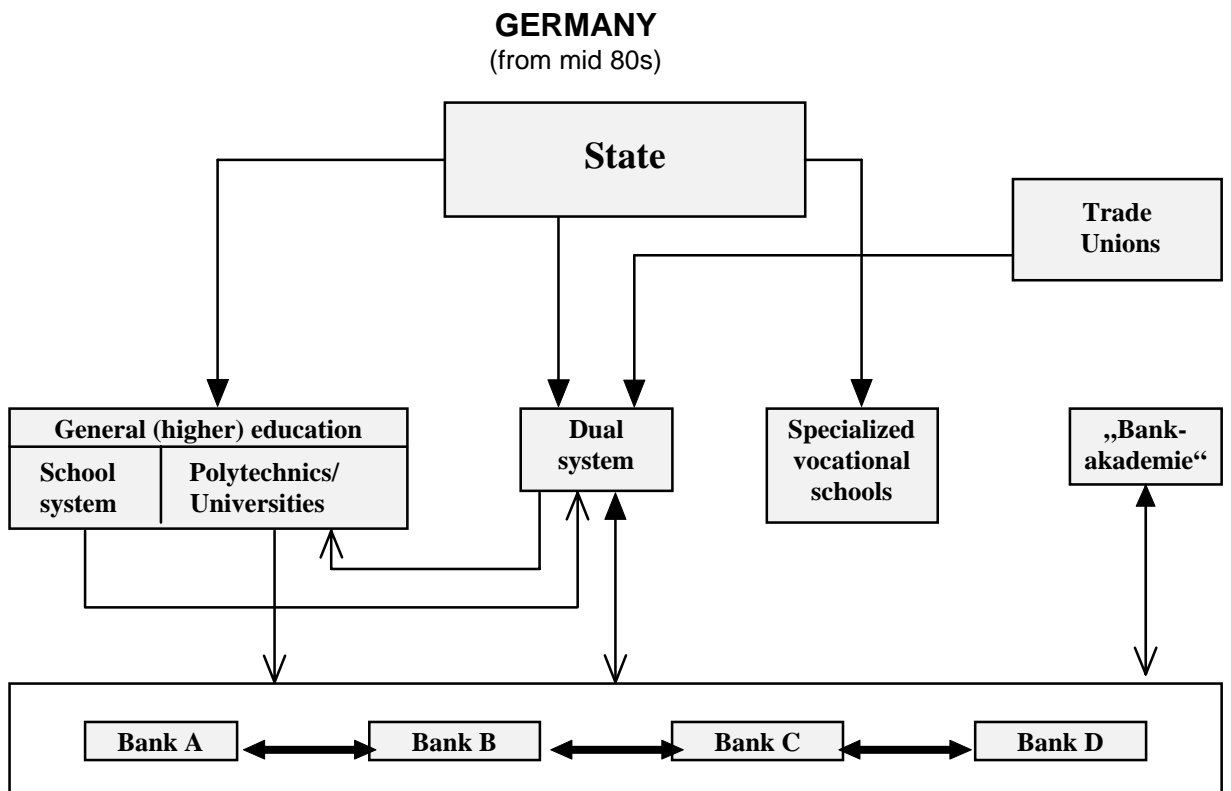 GERMANY
(from mid 80s)
State
Trade
Unions
General (higher) education
School
system
Polytechnics/
Universities
Dual
system
Specialized
vocational
schools
„Bank-
akademie“
Bank A
Bank B
Bank C
Bank D